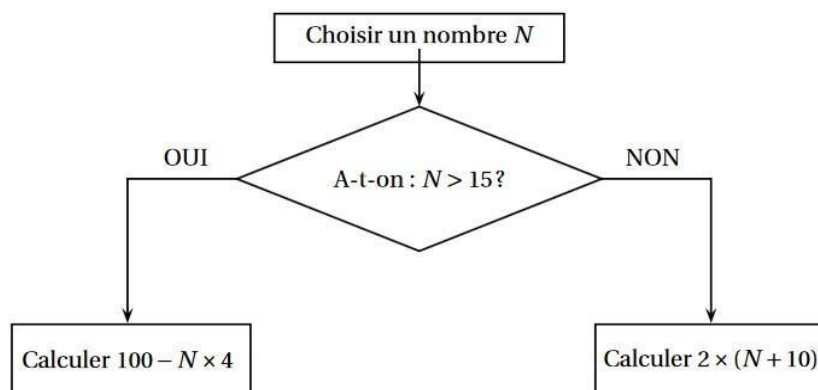 Choisir un nombre N
A-t-on : N > 15 ?
OUI
NON
Calculer 100 − N × 4
Calculer 2 × (N + 10)